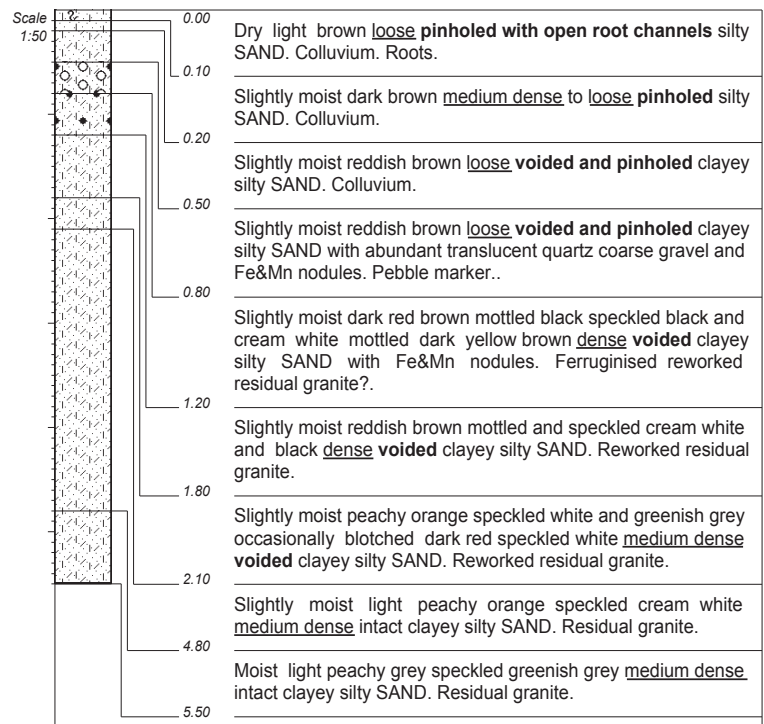 Scale
1:50
?
0.00
Dry light brown loose pinholed with open root channels silty
SAND. Colluvium. Roots.
0.10
Slightly moist dark brown medium dense to loose pinholed silty
SAND. Colluvium.
0.20
Slightly moist reddish brown loose voided and pinholed clayey
silty SAND. Colluvium.
0.50
Slightly moist reddish brown loose voided and pinholed clayey
silty SAND with abundant translucent quartz coarse gravel and
Fe&Mn nodules. Pebble marker..
0.80
Slightly moist dark red brown mottled black speckled black and
cream white mottled dark yellow brown dense voided clayey
silty SAND with Fe&Mn nodules. Ferruginised reworked
residual granite?.
1.20
Slightly moist reddish brown mottled and speckled cream white
and black dense voided clayey silty SAND. Reworked residual
granite.
1.80
Slightly moist peachy orange speckled white and greenish grey
occasionally blotched dark red speckled white medium dense
voided clayey silty SAND. Reworked residual granite.
2.10
Slightly moist light peachy orange speckled cream white
medium dense intact clayey silty SAND. Residual granite.
4.80
Moist light peachy grey speckled greenish grey medium dense
intact clayey silty SAND. Residual granite.
5.50